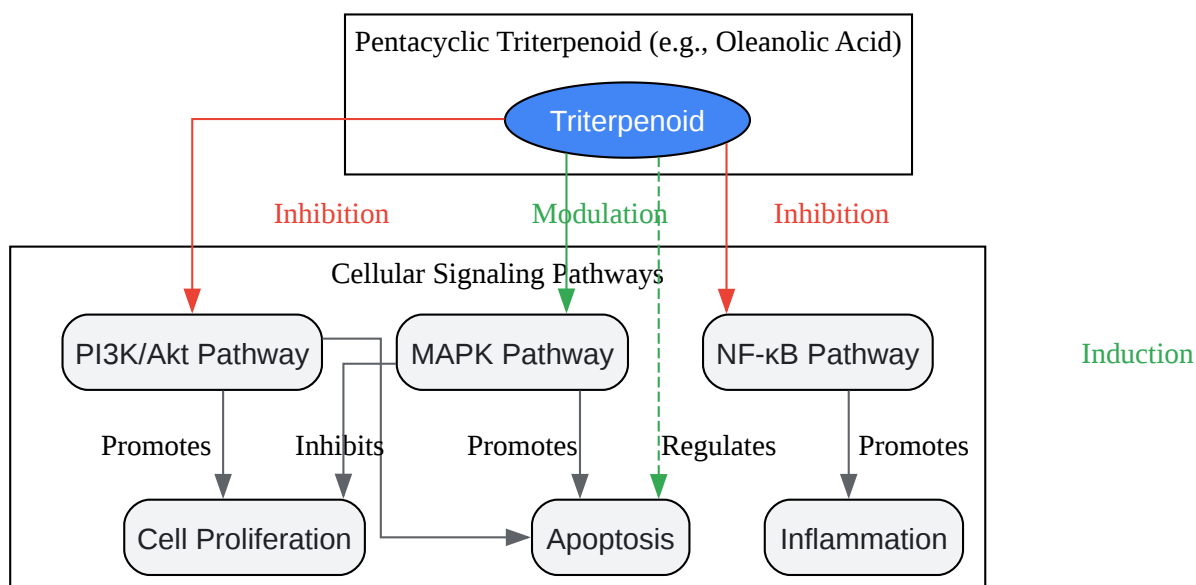 Pentacyclic Triterpenoid (e.g., Oleanolic Acid)
Triterpenoid
Inhibition
Modulation
Inhibition
Cellular Signaling Pathways
PI3K/Akt Pathway
MAPK Pathway
NF-κB Pathway
Induction
Promotes
Inhibits
Promotes
Regulates
Promotes
Cell Proliferation
Apoptosis
Inflammation